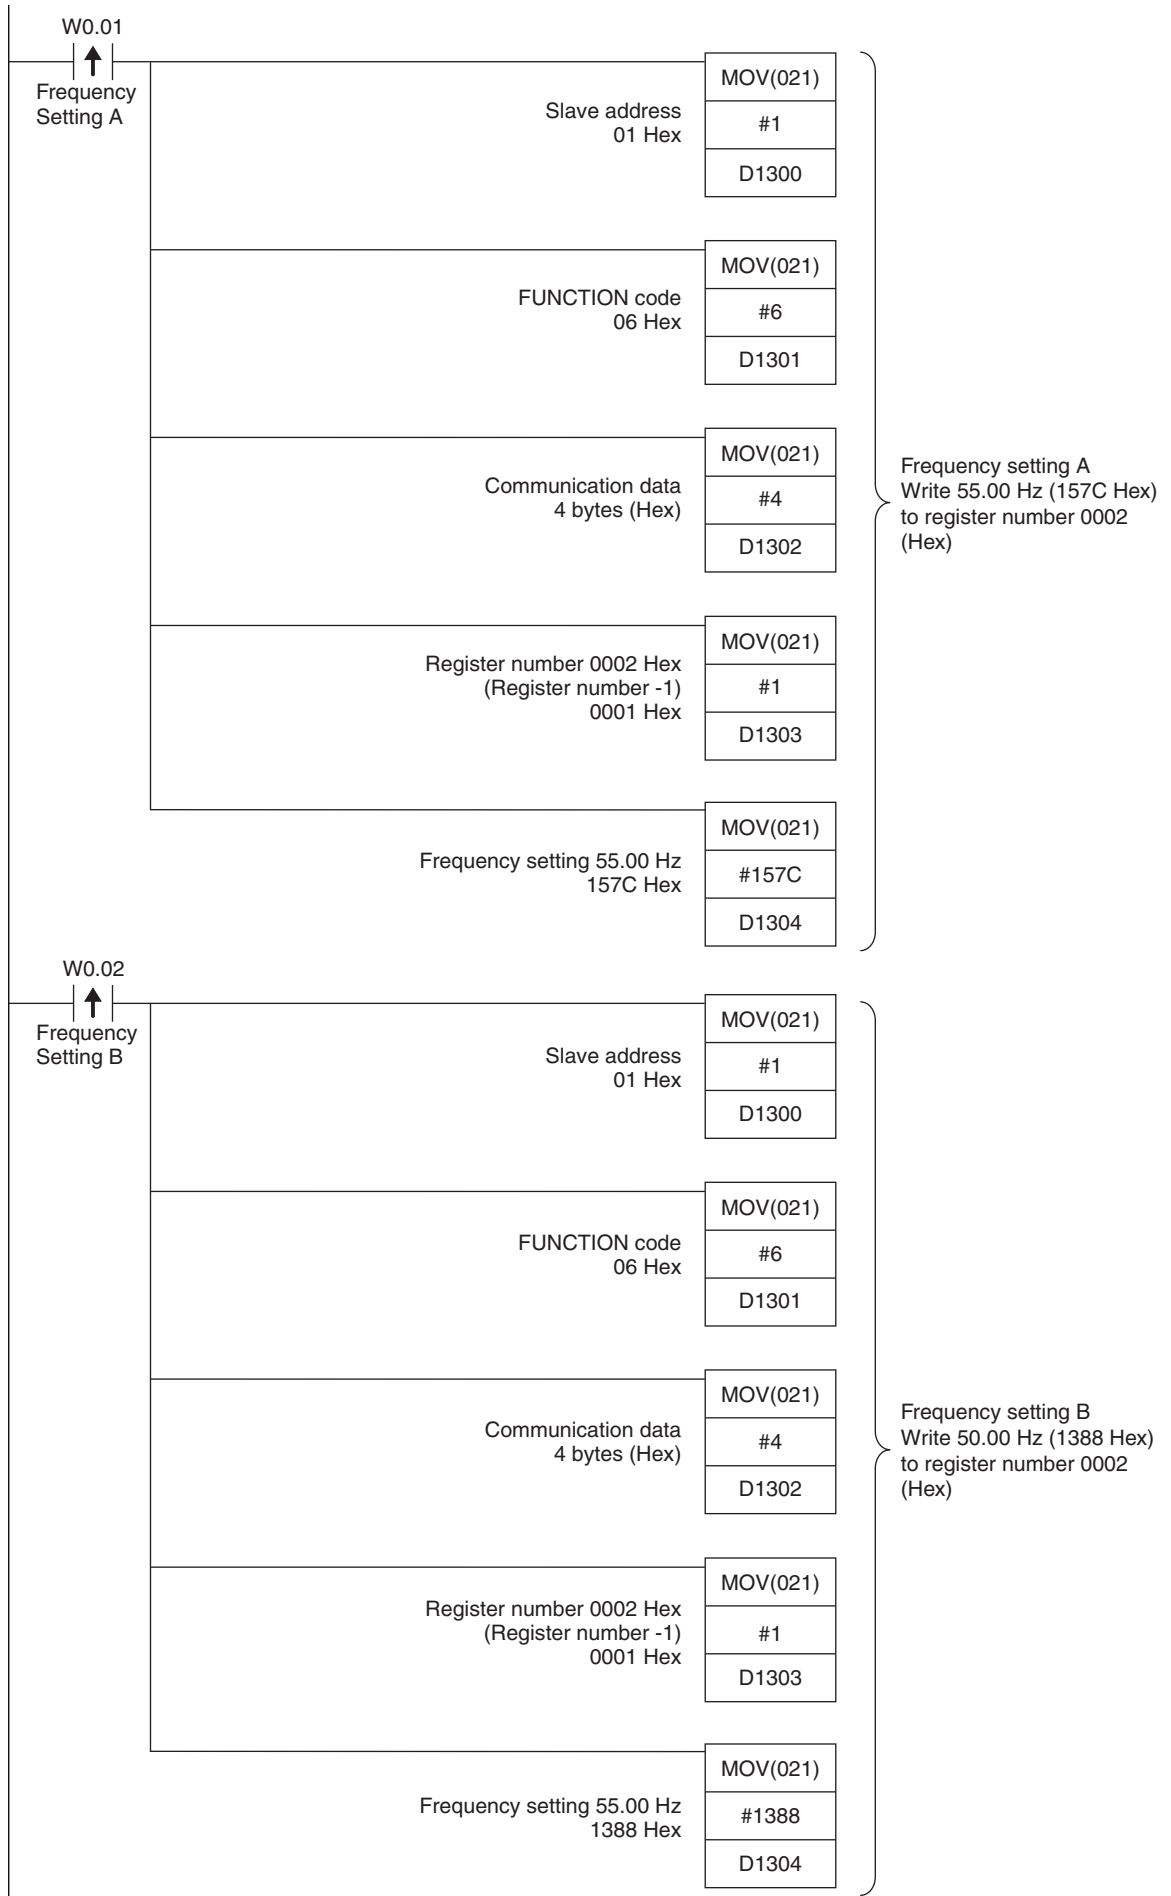 W0.01
Frequency
Setting A
Slave address
01 Hex
MOV(021)
#1
D1300
FUNCTION code
06 Hex
MOV(021)
#6
D1301
Communication data
4 bytes (Hex)
MOV(021)
#4
D1302
Register number 0002 Hex
(Register number -1)
0001 Hex
MOV(021)
#1
D1303
Frequency setting 55.00 Hz
157C Hex
MOV(021)
#157C
D1304
Frequency setting A
Write 55.00 Hz (157C Hex)
to register number 0002
(Hex)
W0.02
Frequency
Setting B
Slave address
01 Hex
MOV(021)
#1
D1300
FUNCTION code
06 Hex
MOV(021)
#6
D1301
Communication data
4 bytes (Hex)
MOV(021)
#4
D1302
Register number 0002 Hex
(Register number -1)
0001 Hex
MOV(021)
#1
D1303
Frequency setting 55.00 Hz
1388 Hex
MOV(021)
#1388
D1304
Frequency setting B
Write 50.00 Hz (1388 Hex)
to register number 0002
(Hex)